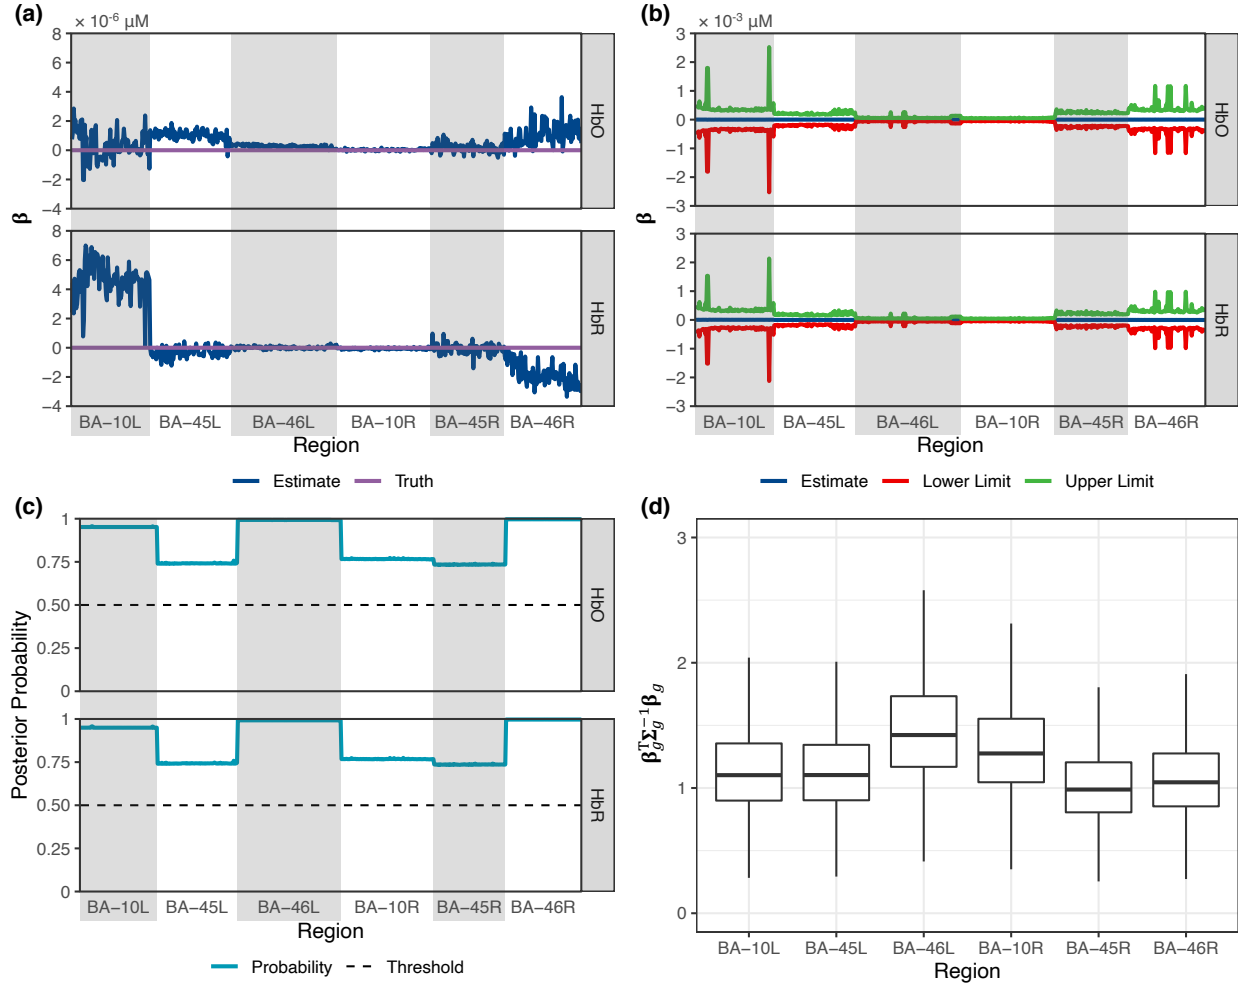 (a)
× 10⁻⁶ μM
8
6
4
2
0
−2
−4
HbO
β
8
6
4
2
0
−2
−4
HbR
BA−10L BA−45L BA−46L BA−10R BA−45R BA−46R
Region
Estimate Truth
(b)
× 10⁻³ μM
3
2
1
0
−1
−2
−3
HbO
β
3
2
1
0
−1
−2
−3
HbR
BA−10L BA−45L BA−46L BA−10R BA−45R BA−46R
Region
Estimate Lower Limit Upper Limit
(c)
1
0.75
0.50
0.25
0
HbO
Posterior Probability
1
0.75
0.50
0.25
0
HbR
BA−10L BA−45L BA−46L BA−10R BA−45R BA−46R
Region
Probability Threshold
(d)
3
2
1
0
β_g^T Σ_g^−1 β_g
BA−10L BA−45L BA−46L BA−10R BA−45R BA−46R
Region